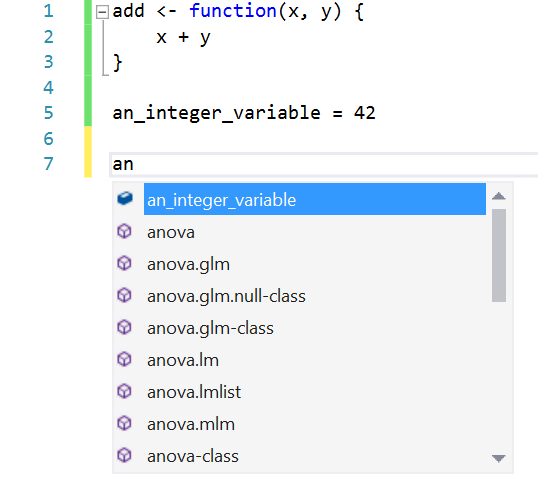 1 add <- function(x, y) {
2     x + y
3 }
4
5 an_integer_variable = 42
6
7 an
an_integer_variable
anova
anova.glm
anova.glm.null-class
anova.glm-class
anova.lm
anova.lmlist
anova.mlm
anova-class